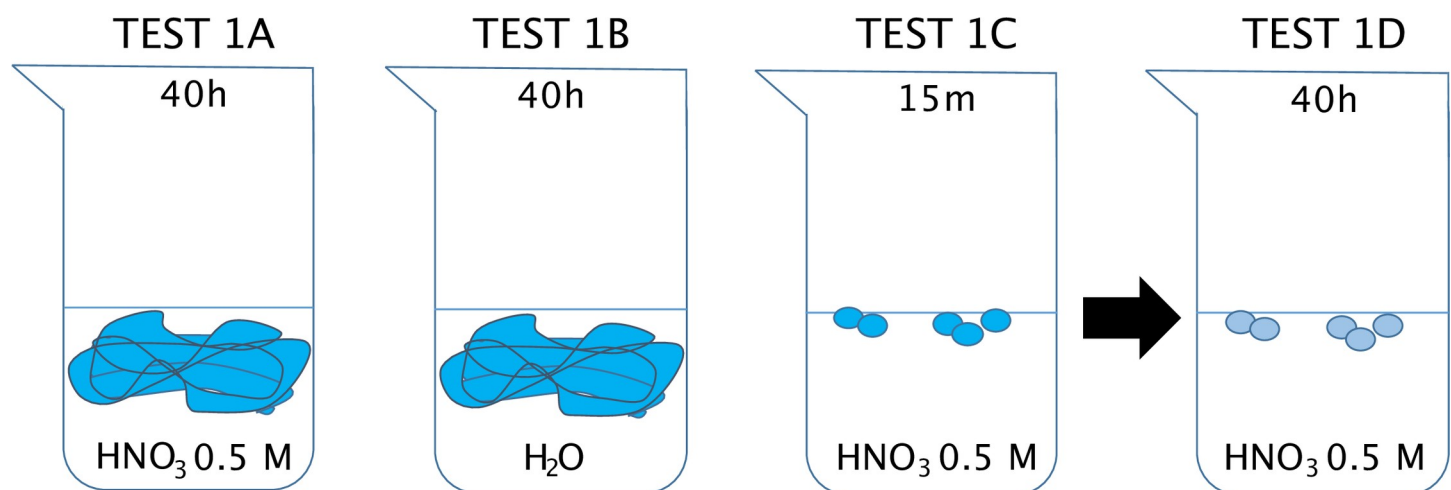 TEST 1A
40h
HNO₃ 0.5 M
TEST 1B
40h
H₂O
TEST 1C
15m
HNO₃ 0.5 M
TEST 1D
40h
HNO₃ 0.5 M